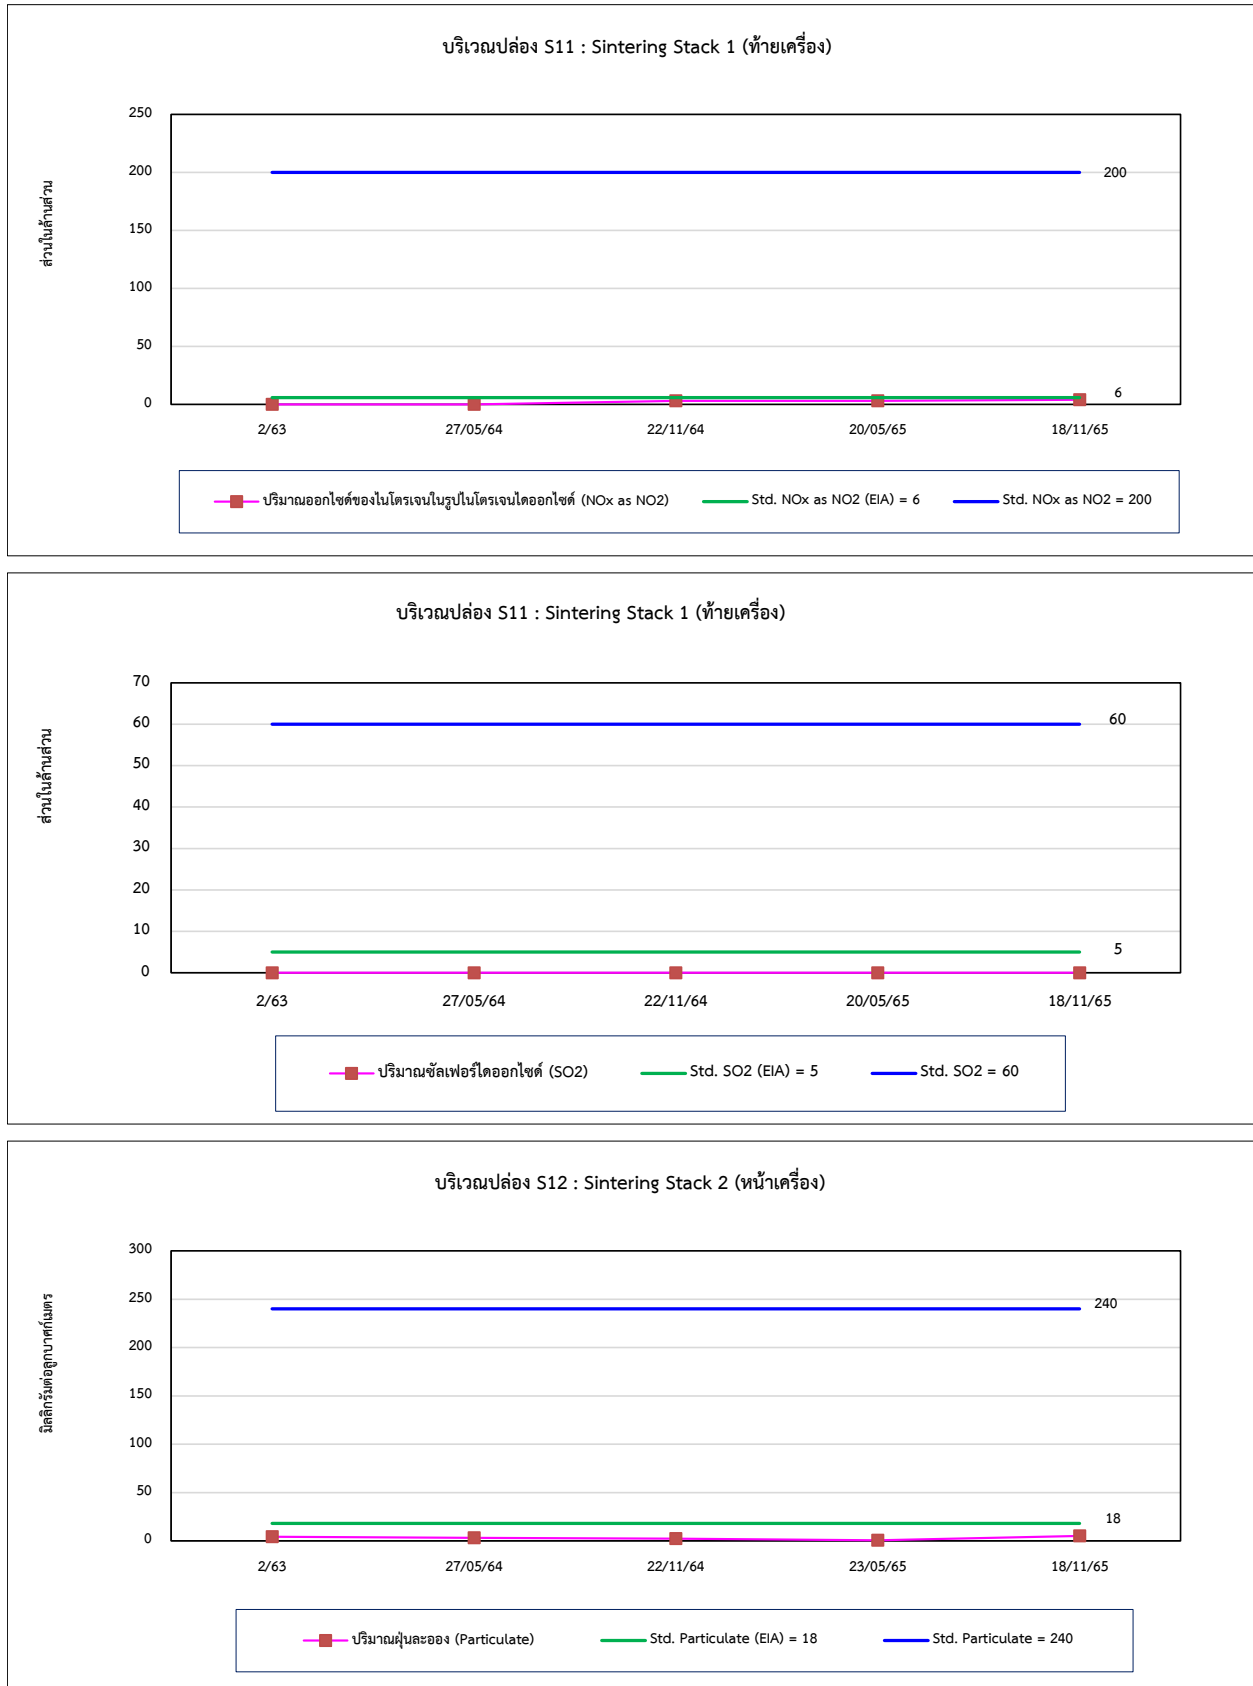 บริเวณปล่อง S11 : Sintering Stack 1 (ท้ายเครื่อง)
ส่วนในล้านส่วน
250
200
150
100
50
0
200
6
2/63 27/05/64 22/11/64 20/05/65 18/11/65
ปริมาณออกไซด์ของไนโตรเจนในรูปไนโตรเจนไดออกไซด์ (NOx as NO2) Std. NOx as NO2 (EIA) = 6 Std. NOx as NO2 = 200
บริเวณปล่อง S11 : Sintering Stack 1 (ท้ายเครื่อง)
ส่วนในล้านส่วน
70
60
50
40
30
20
10
0
60
5
2/63 27/05/64 22/11/64 20/05/65 18/11/65
ปริมาณซัลเฟอร์ไดออกไซด์ (SO2) Std. SO2 (EIA) = 5 Std. SO2 = 60
บริเวณปล่อง S12 : Sintering Stack 2 (หน้าเครื่อง)
มิลลิกรัมต่อลูกบาศก์เมตร
300
250
200
150
100
50
0
240
18
2/63 27/05/64 22/11/64 23/05/65 18/11/65
ปริมาณฝุ่นละออง (Particulate) Std. Particulate (EIA) = 18 Std. Particulate = 240